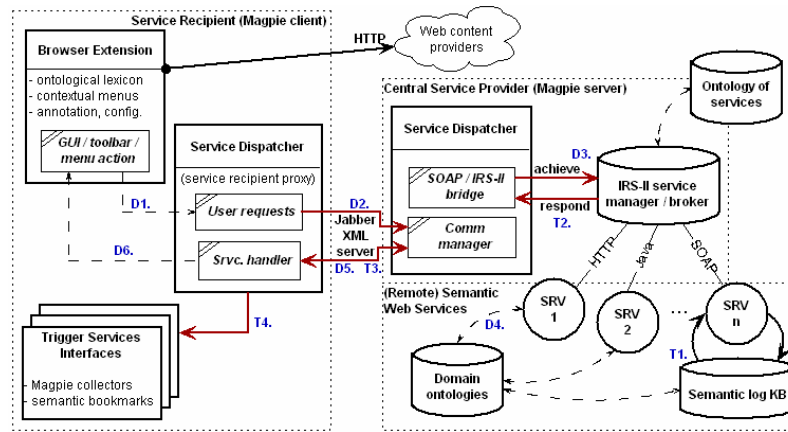 Service Recipient (Magpie client)
Browser Extension
- ontological lexicon
- contextual menus
- annotation, config.
GUI / toolbar /
menu action
HTTP
Web content
providers
Central Service Provider (Magpie server)
Ontology of
services
Service Dispatcher
(service recipient proxy)
User requests
Srvc. handler
D1.
D6.
D2.
Jabber
XML
server
D5. T3.
Service Dispatcher
SOAP / IRS-II
bridge
Comm
manager
achieve
D3.
respond
T2.
IRS-II service
manager / broker
HTTP
Java
SOAP
T4.
Trigger Services
Interfaces
- Magpie collectors
- semantic bookmarks
(Remote) Semantic
Web Services
D4.
SRV
1
SRV
2
...
SRV
n
T1.
Domain
ontologies
Semantic log KB